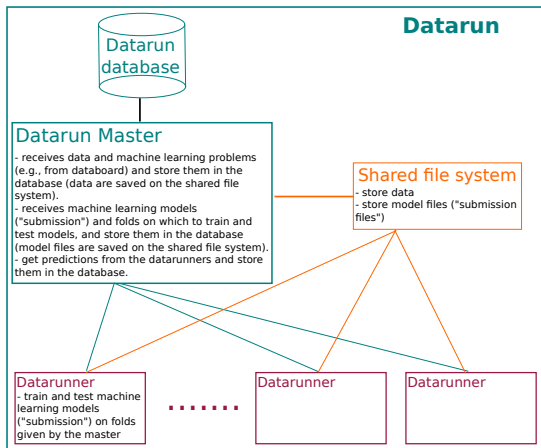 Datarun
Datarun
database
Datarun Master
- receives data and machine learning problems
(e.g., from databoard) and store them in the
database (data are saved on the shared file
system).
- receives machine learning models
("submission") and folds on which to train and
test models, and store them in the database
(model files are saved on the shared file system).
- get predictions from the datarunners and store
them in the database.
Shared file system
- store data
- store model files ("submission
files")
Datarunner
- train and test machine
learning models
("submission") on folds
given by the master
.......
Datarunner
Datarunner